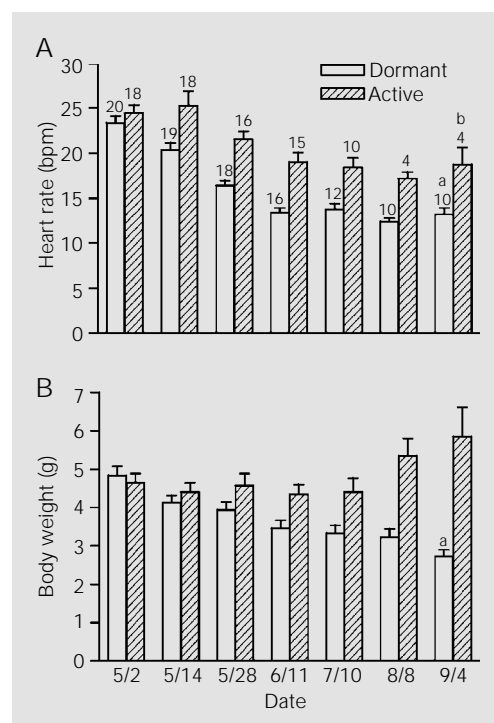 A
30
25
20
15
10
5
0
Heart rate (bpm)
Dormant
Active
20 18
19 18
18 16
16 15
12 10
10 4
a b
10 4
B
7
6
5
4
3
2
1
0
Body weight (g)
a
5/2 5/14 5/28 6/11 7/10 8/8 9/4
Date